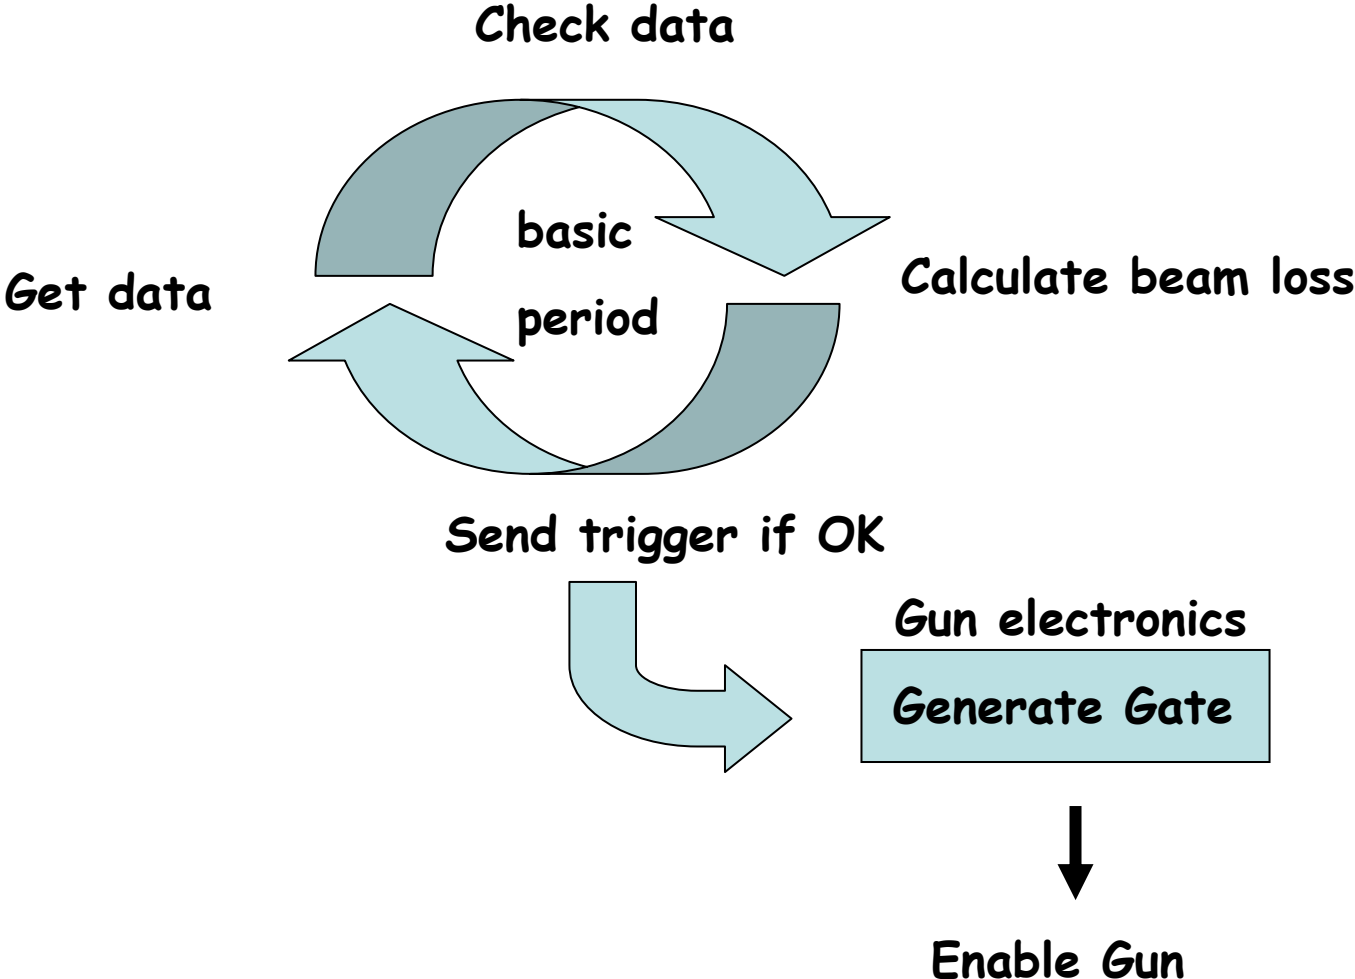 Check data
basic
period
Get data
Calculate beam loss
Send trigger if OK
Gun electronics
Generate Gate
Enable Gun